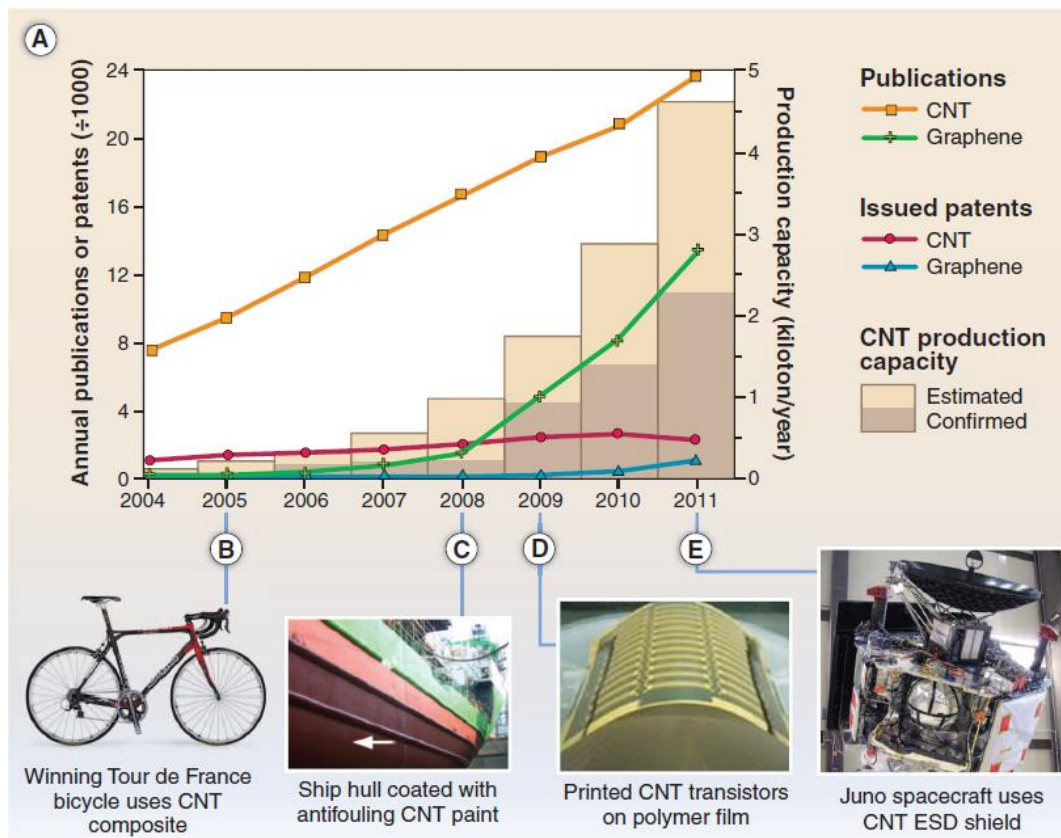 A
Annual publications or patents (÷1000)
24
20
16
12
8
4
0
2004
2005
2006
2007
2008
2009
2010
2011
5
4
3
2
1
0
Production capacity (kiloton/year)
Publications
CNT
Graphene
Issued patents
CNT
Graphene
CNT production
capacity
Estimated
Confirmed
B
C
D
E
Winning Tour de France
bicycle uses CNT
composite
Ship hull coated with
antifouling CNT paint
Printed CNT transistors
on polymer film
Juno spacecraft uses
CNT ESD shield